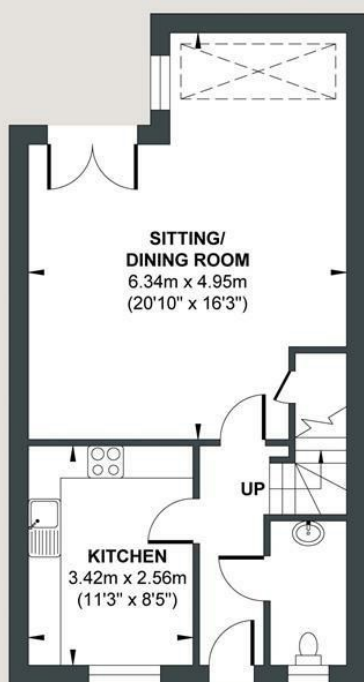 SITTING/
DINING ROOM
6.34m x 4.95m
(20'10" x 16'3")
UP
KITCHEN
3.42m x 2.56m
(11'3" x 8'5")